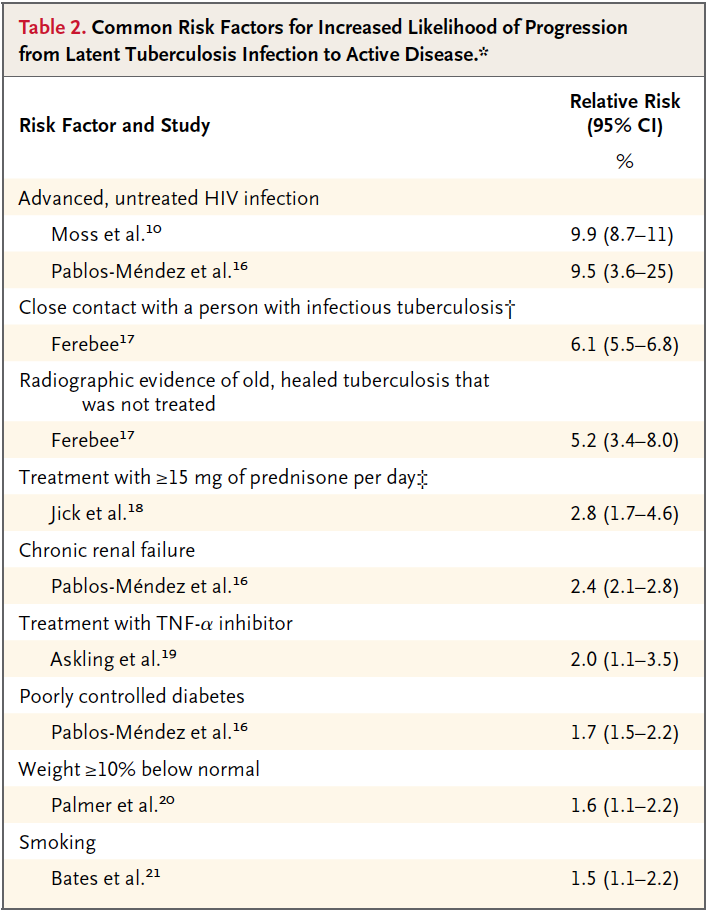 Table 2. Common Risk Factors for Increased Likelihood of Progression
from Latent Tuberculosis Infection to Active Disease.*
Risk Factor and Study
Relative Risk
(95% CI)
%
Advanced, untreated HIV infection
Moss et al.¹⁰ 9.9 (8.7–11)
Pablos-Méndez et al.¹⁶ 9.5 (3.6–25)
Close contact with a person with infectious tuberculosis†
Ferebee¹⁷ 6.1 (5.5–6.8)
Radiographic evidence of old, healed tuberculosis that
was not treated
Ferebee¹⁷ 5.2 (3.4–8.0)
Treatment with ≥15 mg of prednisone per day‡
Jick et al.¹⁸ 2.8 (1.7–4.6)
Chronic renal failure
Pablos-Méndez et al.¹⁶ 2.4 (2.1–2.8)
Treatment with TNF-α inhibitor
Askling et al.¹⁹ 2.0 (1.1–3.5)
Poorly controlled diabetes
Pablos-Méndez et al.¹⁶ 1.7 (1.5–2.2)
Weight ≥10% below normal
Palmer et al.²⁰ 1.6 (1.1–2.2)
Smoking
Bates et al.²¹ 1.5 (1.1–2.2)